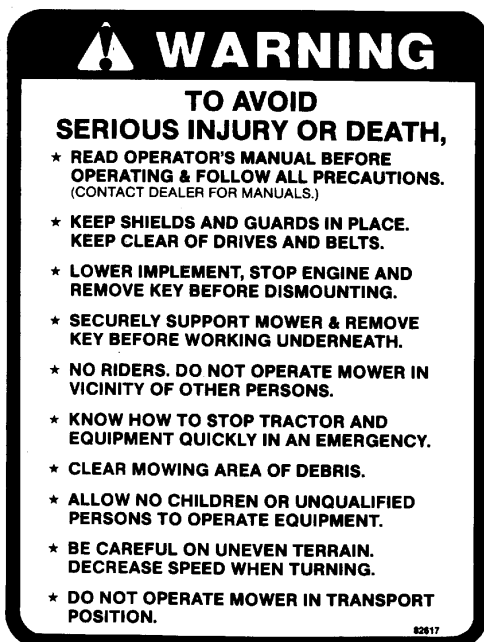 WARNING
TO AVOID
SERIOUS INJURY OR DEATH,
★ READ OPERATOR'S MANUAL BEFORE
OPERATING & FOLLOW ALL PRECAUTIONS.
(CONTACT DEALER FOR MANUALS.)
★ KEEP SHIELDS AND GUARDS IN PLACE.
KEEP CLEAR OF DRIVES AND BELTS.
★ LOWER IMPLEMENT, STOP ENGINE AND
REMOVE KEY BEFORE DISMOUNTING.
★ SECURELY SUPPORT MOWER & REMOVE
KEY BEFORE WORKING UNDERNEATH.
★ NO RIDERS. DO NOT OPERATE MOWER IN
VICINITY OF OTHER PERSONS.
★ KNOW HOW TO STOP TRACTOR AND
EQUIPMENT QUICKLY IN AN EMERGENCY.
★ CLEAR MOWING AREA OF DEBRIS.
★ ALLOW NO CHILDREN OR UNQUALIFIED
PERSONS TO OPERATE EQUIPMENT.
★ BE CAREFUL ON UNEVEN TERRAIN.
DECREASE SPEED WHEN TURNING.
★ DO NOT OPERATE MOWER IN TRANSPORT
POSITION.
82617